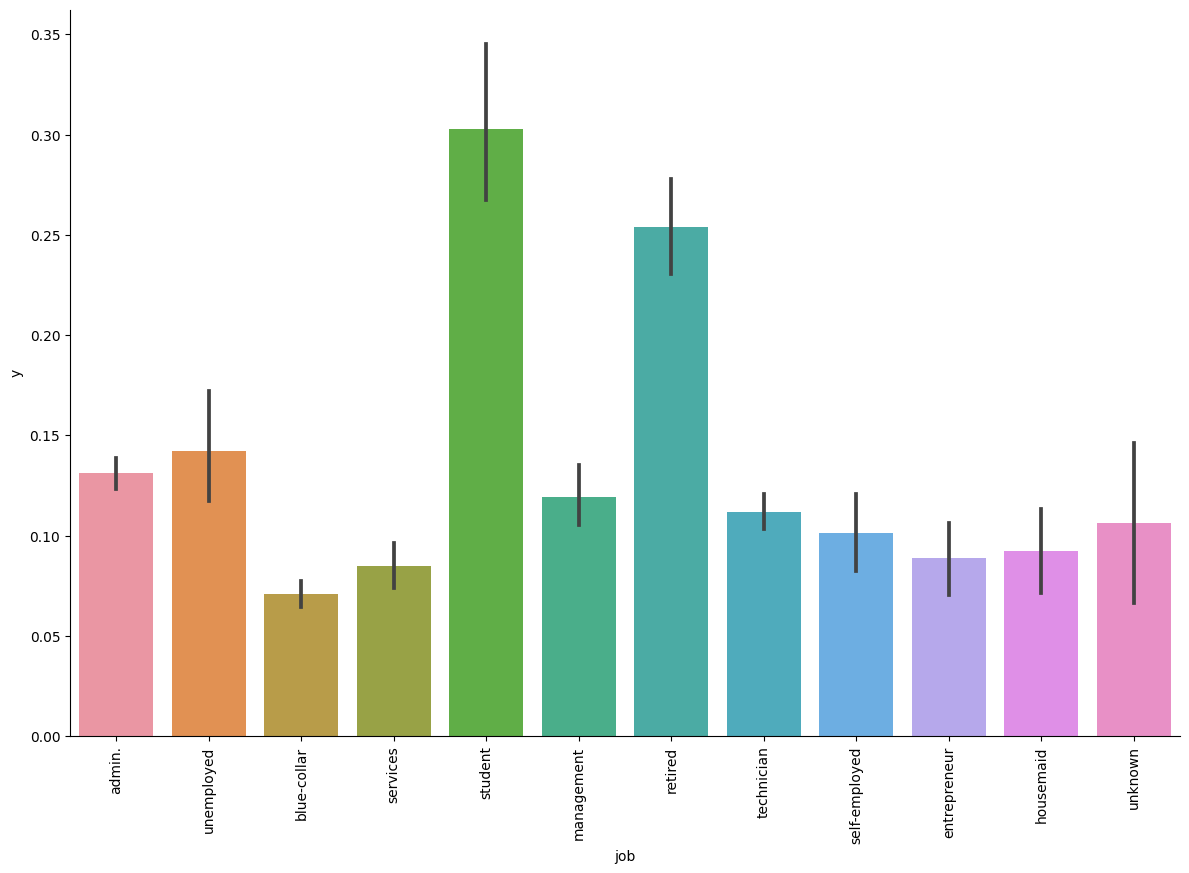 0.35
0.30
0.25
0.20
0.15
0.10
0.05
0.00
y
admin.
unemployed
blue-collar
services
student
management
retired
technician
self-employed
entrepreneur
housemaid
unknown
job